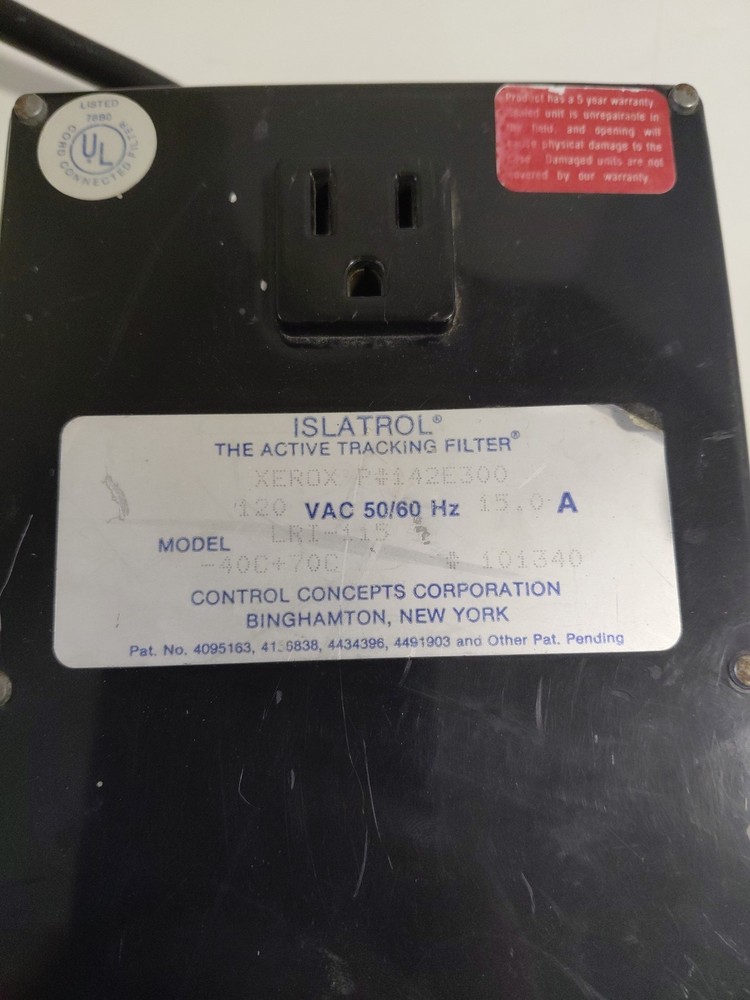 LISTED
78B0
UL
CORD CONNECTED FILTER
Product has a 5 year warranty
Sealed unit is unrepairable in
the field, and opening will
physical damage to the
Damaged units are not
covered by our warranty.
ISLATROL®
THE ACTIVE TRACKING FILTER®
XEROX P#142E300
120 VAC 50/60 Hz 15.0 A
MODEL LRI-115
-40C+70C # 101340
CONTROL CONCEPTS CORPORATION
BINGHAMTON, NEW YORK
Pat. No. 4095163, 4434396, 4491903 and Other Pat. Pending